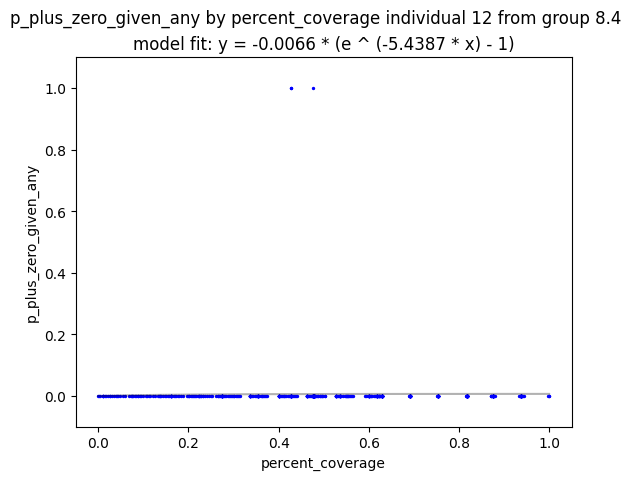 p_plus_zero_given_any by percent_coverage individual 12 from group 8.4
model fit: y = -0.0066 * (e ^ (-5.4387 * x) - 1)
p_plus_zero_given_any
1.0
0.8
0.6
0.4
0.2
0.0
0.0 0.2 0.4 0.6 0.8 1.0
percent_coverage